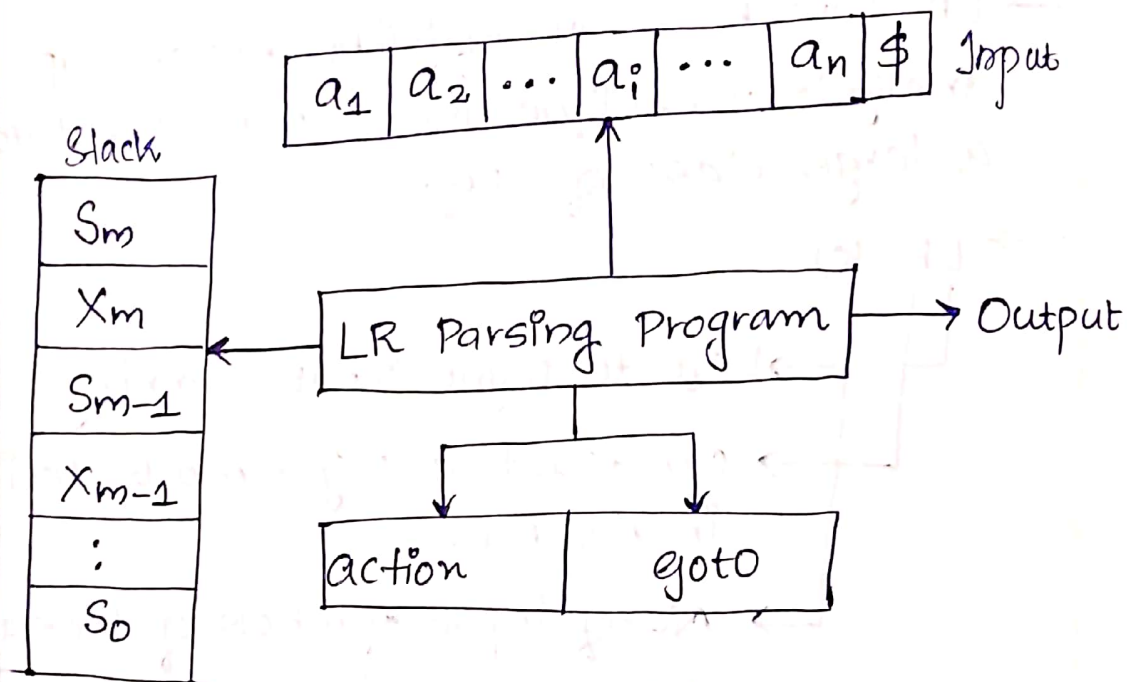 a1 a2 ... ai ... an $ Input
Stack
Sm
Xm
LR Parsing Program
Output
Sm-1
Xm-1
:
S0
action goto